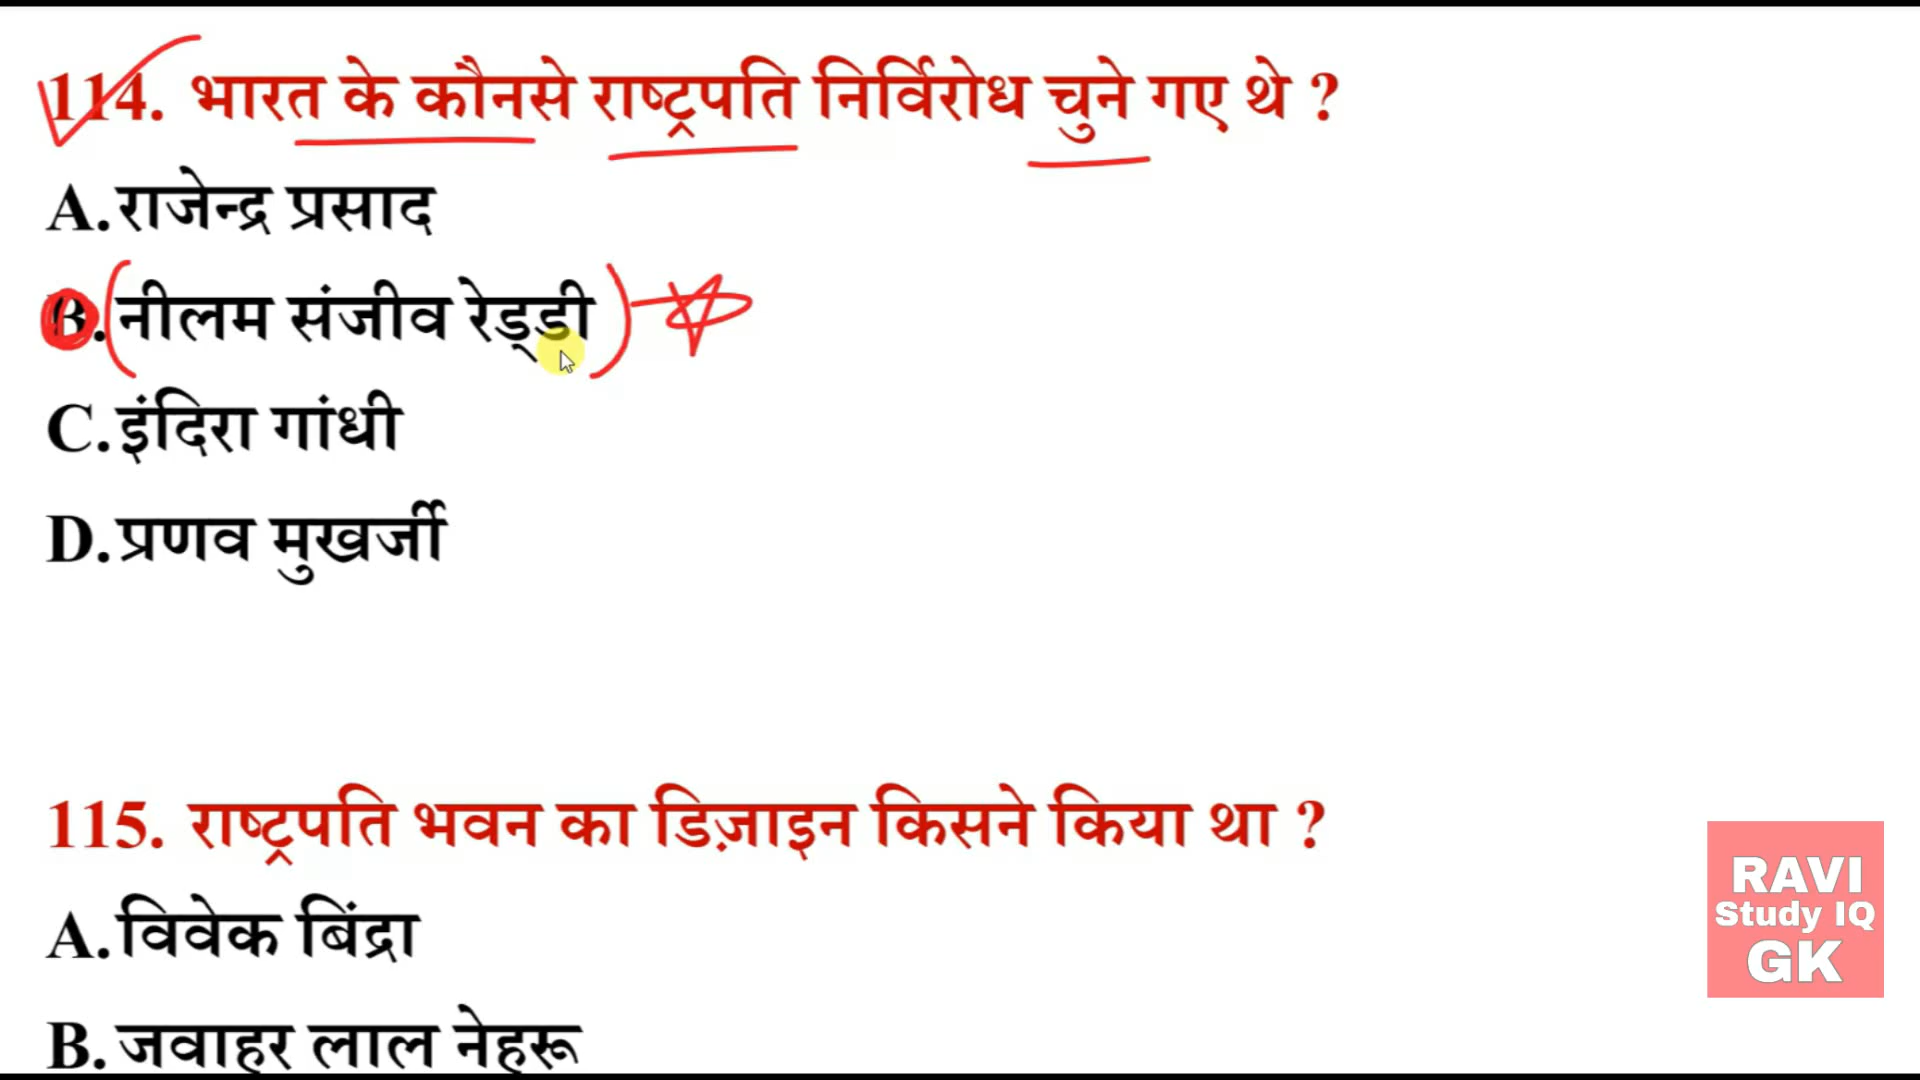 114. भारत के कौनसे राष्ट्रपति निर्विरोध चुने गए थे ?
A.राजेन्द्र प्रसाद
B.नीलम संजीव रेड्डी
C.इंदिरा गांधी
D.प्रणव मुखर्जी
115. राष्ट्रपति भवन का डिज़ाइन किसने किया था ?
A.विवेक बिंद्रा
B.जवाहर लाल नेहरू
RAVI
Study IQ
GK